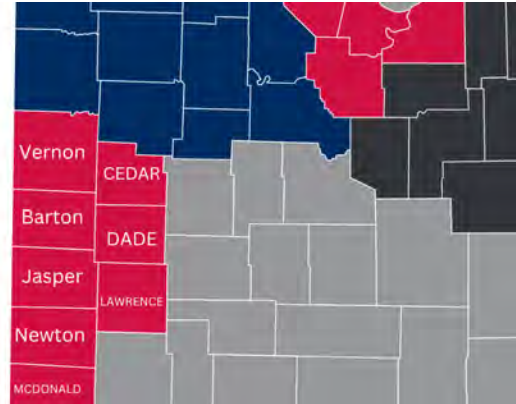 Vernon
CEDAR
Barton
DADE
Jasper
LAWRENCE
Newton
MCDONALD